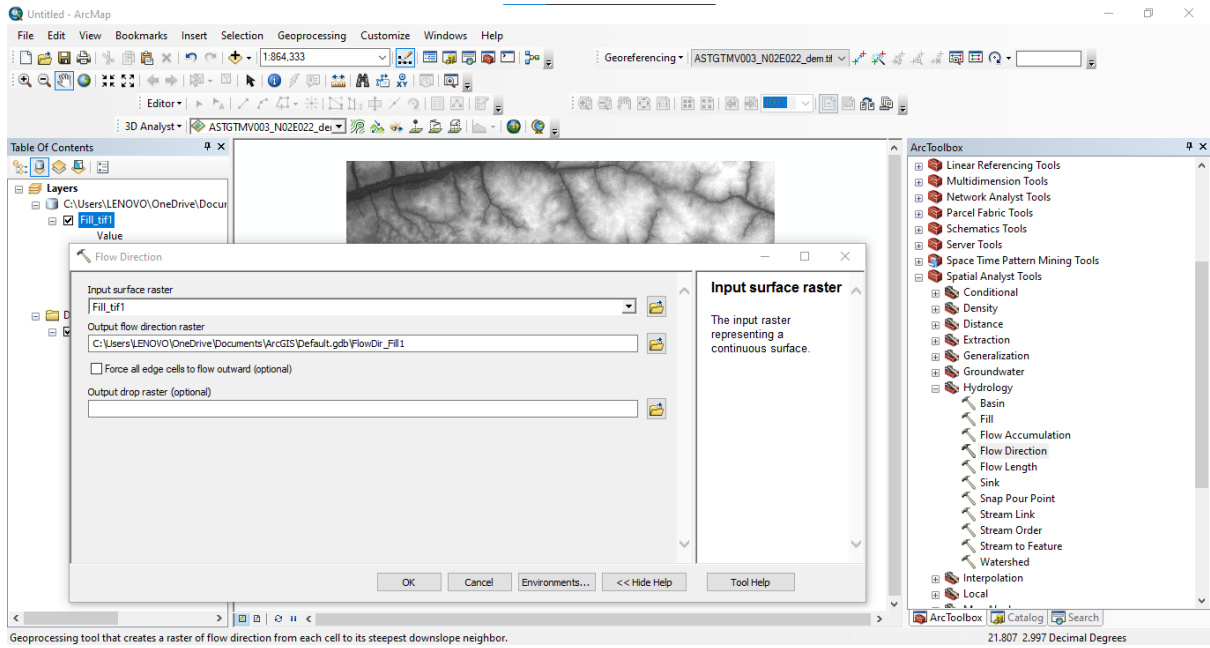 Untitled - ArcMap
File Edit View Bookmarks Insert Selection Geoprocessing Customize Windows Help
1:864,333
Georeferencing ASTGTMV003_N02E022_dem.tif
Editor
3D Analyst ASTGTMV003_N02E022_der
Table Of Contents
Layers
C:\Users\LENOVO\OneDrive\Docur
Fill_tif1
Value
D
Flow Direction
Input surface raster
Fill_tif1
Output flow direction raster
C:\Users\LENOVO\OneDrive\Documents\ArcGIS\Default.gdb\FlowDir_Fill1
Force all edge cells to flow outward (optional)
Output drop raster (optional)
OK Cancel Environments... << Hide Help Tool Help
Input surface raster
The input raster
representing a
continuous surface.
ArcToolbox
Linear Referencing Tools
Multidimension Tools
Network Analyst Tools
Parcel Fabric Tools
Schematics Tools
Server Tools
Space Time Pattern Mining Tools
Spatial Analyst Tools
Conditional
Density
Distance
Extraction
Generalization
Groundwater
Hydrology
Basin
Fill
Flow Accumulation
Flow Direction
Flow Length
Sink
Snap Pour Point
Stream Link
Stream Order
Stream to Feature
Watershed
Interpolation
Local
ArcToolbox Catalog Search
Geoprocessing tool that creates a raster of flow direction from each cell to its steepest downslope neighbor.
21.807 2.997 Decimal Degrees